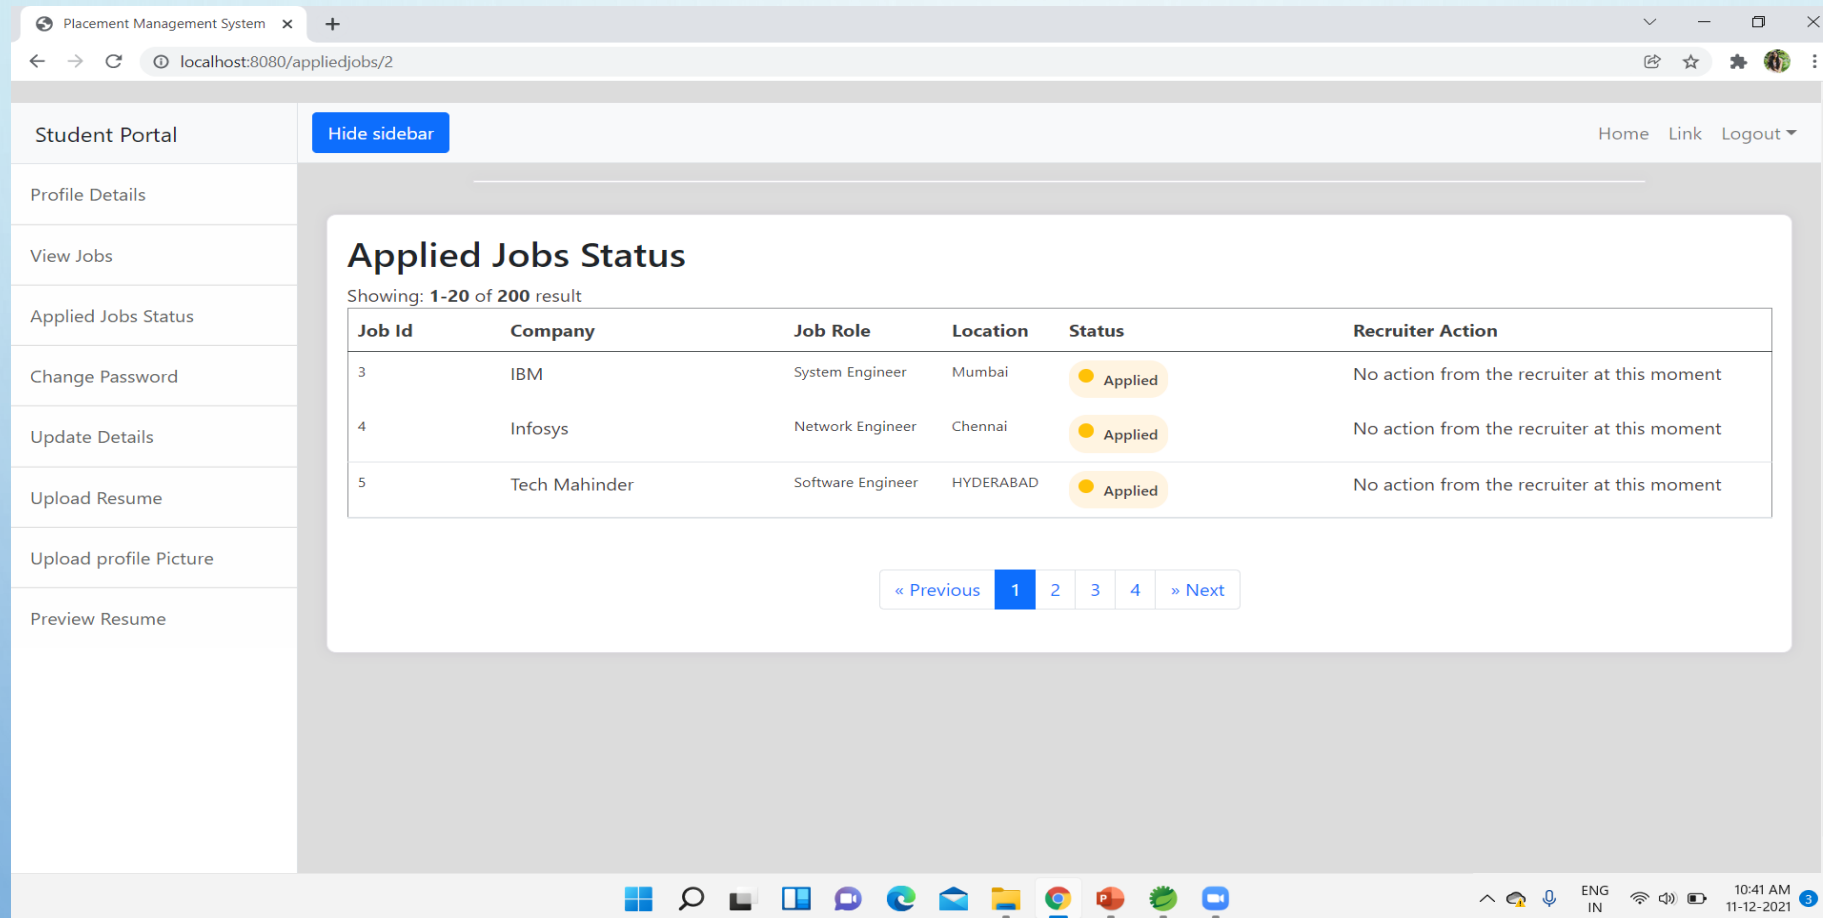 Placement Management System
localhost:8080/appliedjobs/2
Student Portal
Hide sidebar
Home Link Logout
Profile Details
View Jobs
Applied Jobs Status
Change Password
Update Details
Upload Resume
Upload profile Picture
Preview Resume
Applied Jobs Status
Showing: 1-20 of 200 result
Job Id Company Job Role Location Status Recruiter Action
3 IBM System Engineer Mumbai Applied No action from the recruiter at this moment
4 Infosys Network Engineer Chennai Applied No action from the recruiter at this moment
5 Tech Mahinder Software Engineer HYDERABAD Applied No action from the recruiter at this moment
« Previous 1 2 3 4 » Next
ENG
IN
10:41 AM
11-12-2021
3